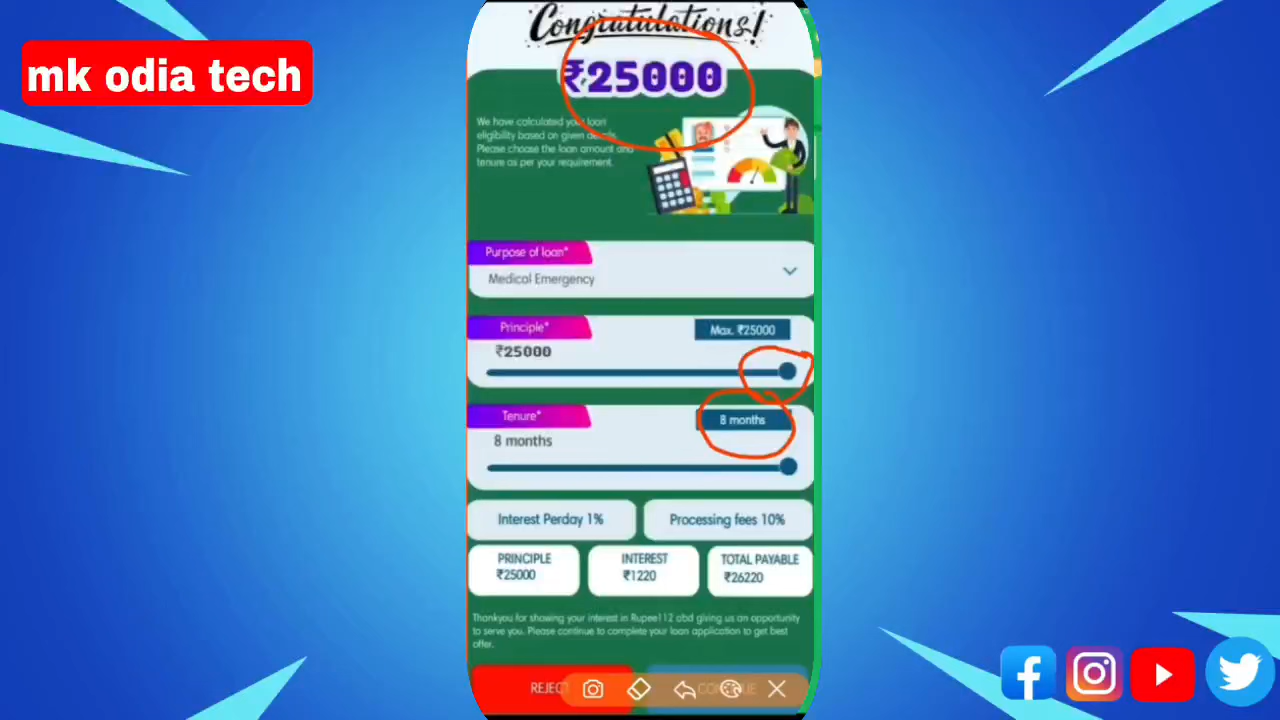 mk odia tech
Congratulations!
₹25000
We have calculated your loan
eligibility based on given details.
Please choose the loan amount and
tenure as per your requirement.
Purpose of loan*
Medical Emergency
Principle*
Max. ₹25000
₹25000
Tenure*
8 months
8 months
Interest Perday 1%
Processing fees 10%
PRINCIPLE
₹25000
INTEREST
₹1220
TOTAL PAYABLE
₹26220
Thankyou for showing your interest in Rupee112 abd giving us an opportunity
to serve you. Please continue to complete your loan application to get best
offer.
REJECT
CONTINUE